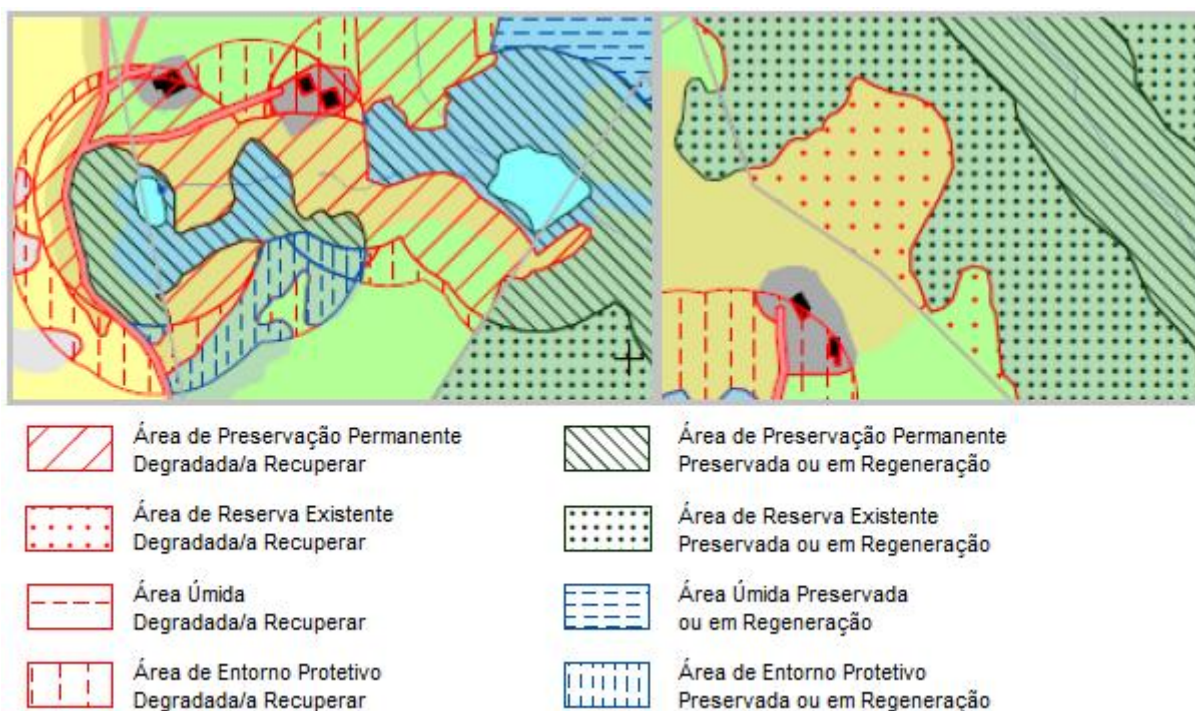 Área de Preservação Permanente
Degradada/a Recuperar
Área de Preservação Permanente
Preservada ou em Regeneração
Área de Reserva Existente
Degradada/a Recuperar
Área de Reserva Existente
Preservada ou em Regeneração
Área Úmida
Degradada/a Recuperar
Área Úmida Preservada
ou em Regeneração
Área de Entorno Protetivo
Degradada/a Recuperar
Área de Entorno Protetivo
Preservada ou em Regeneração